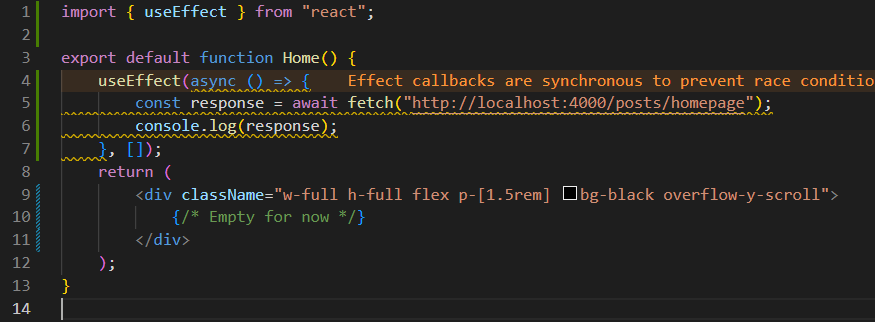 1 import { useEffect } from "react";
2
3 export default function Home() {
4     useEffect(async () => {     Effect callbacks are synchronous to prevent race conditio
5         const response = await fetch("http://localhost:4000/posts/homepage");
6         console.log(response);
7     }, []);
8     return (
9         <div className="w-full h-full flex p-[1.5rem] bg-black overflow-y-scroll">
10             {/* Empty for now */}
11         </div>
12     );
13 }
14